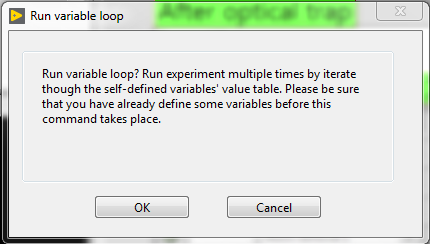 After optical trap
Run variable loop
Run variable loop? Run experiment multiple times by iterate
though the self-defined variables' value table. Please be sure
that you have already define some variables before this
command takes place.
OK
Cancel